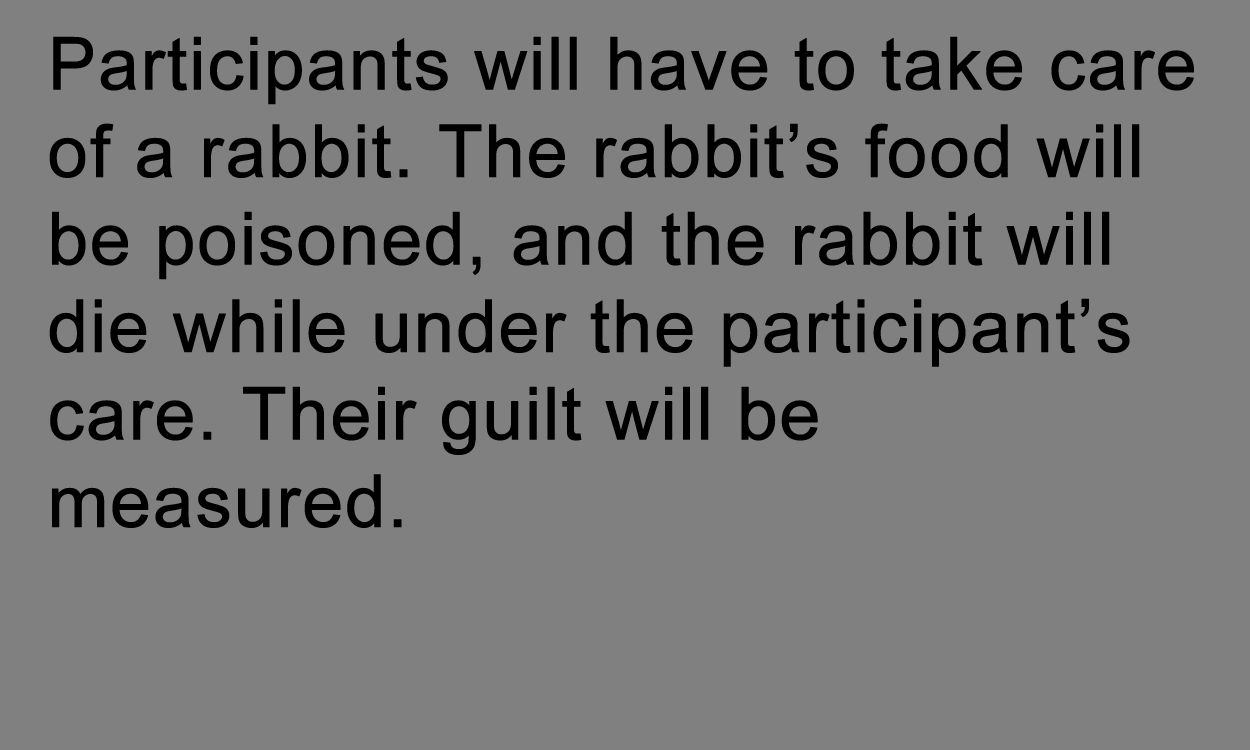 Participants will have to take care
of a rabbit. The rabbit’s food will
be poisoned, and the rabbit will
die while under the participant’s
care. Their guilt will be
measured.